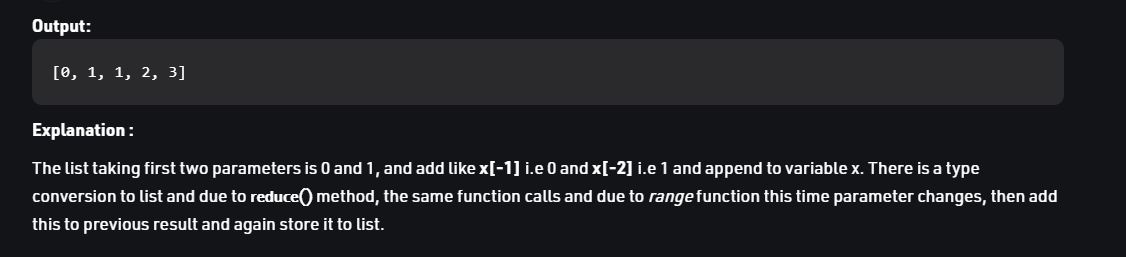 Output:
[0, 1, 1, 2, 3]
Explanation :
The list taking first two parameters is 0 and 1, and add like x[-1] i.e 0 and x[-2] i.e 1 and append to variable x. There is a type
conversion to list and due to reduce() method, the same function calls and due to range function this time parameter changes, then add
this to previous result and again store it to list.